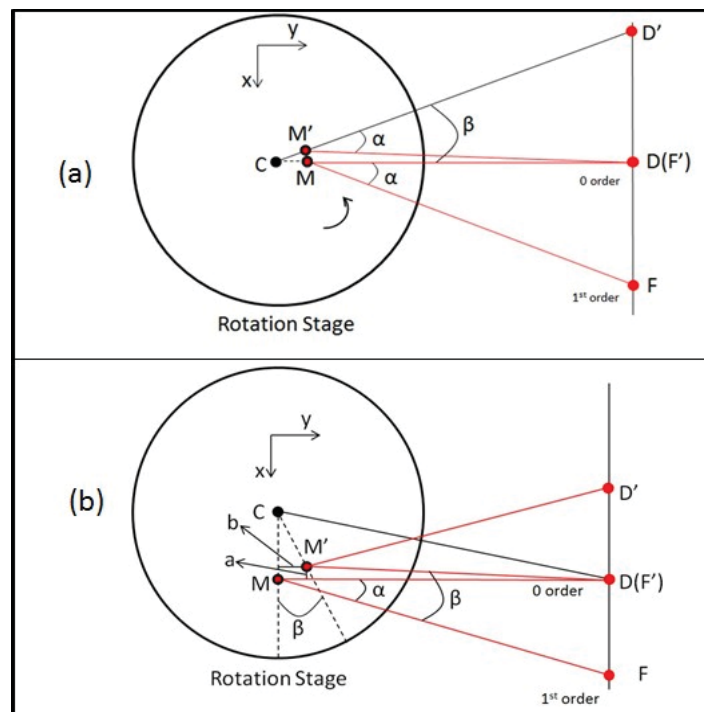 (a)
y
x
D'
M'
α
β
C
M
α
D(F')
0 order
F
1st order
Rotation Stage
(b)
y
x
C
D'
b
M'
a
M
α
β
D(F')
0 order
β
F
1st order
Rotation Stage